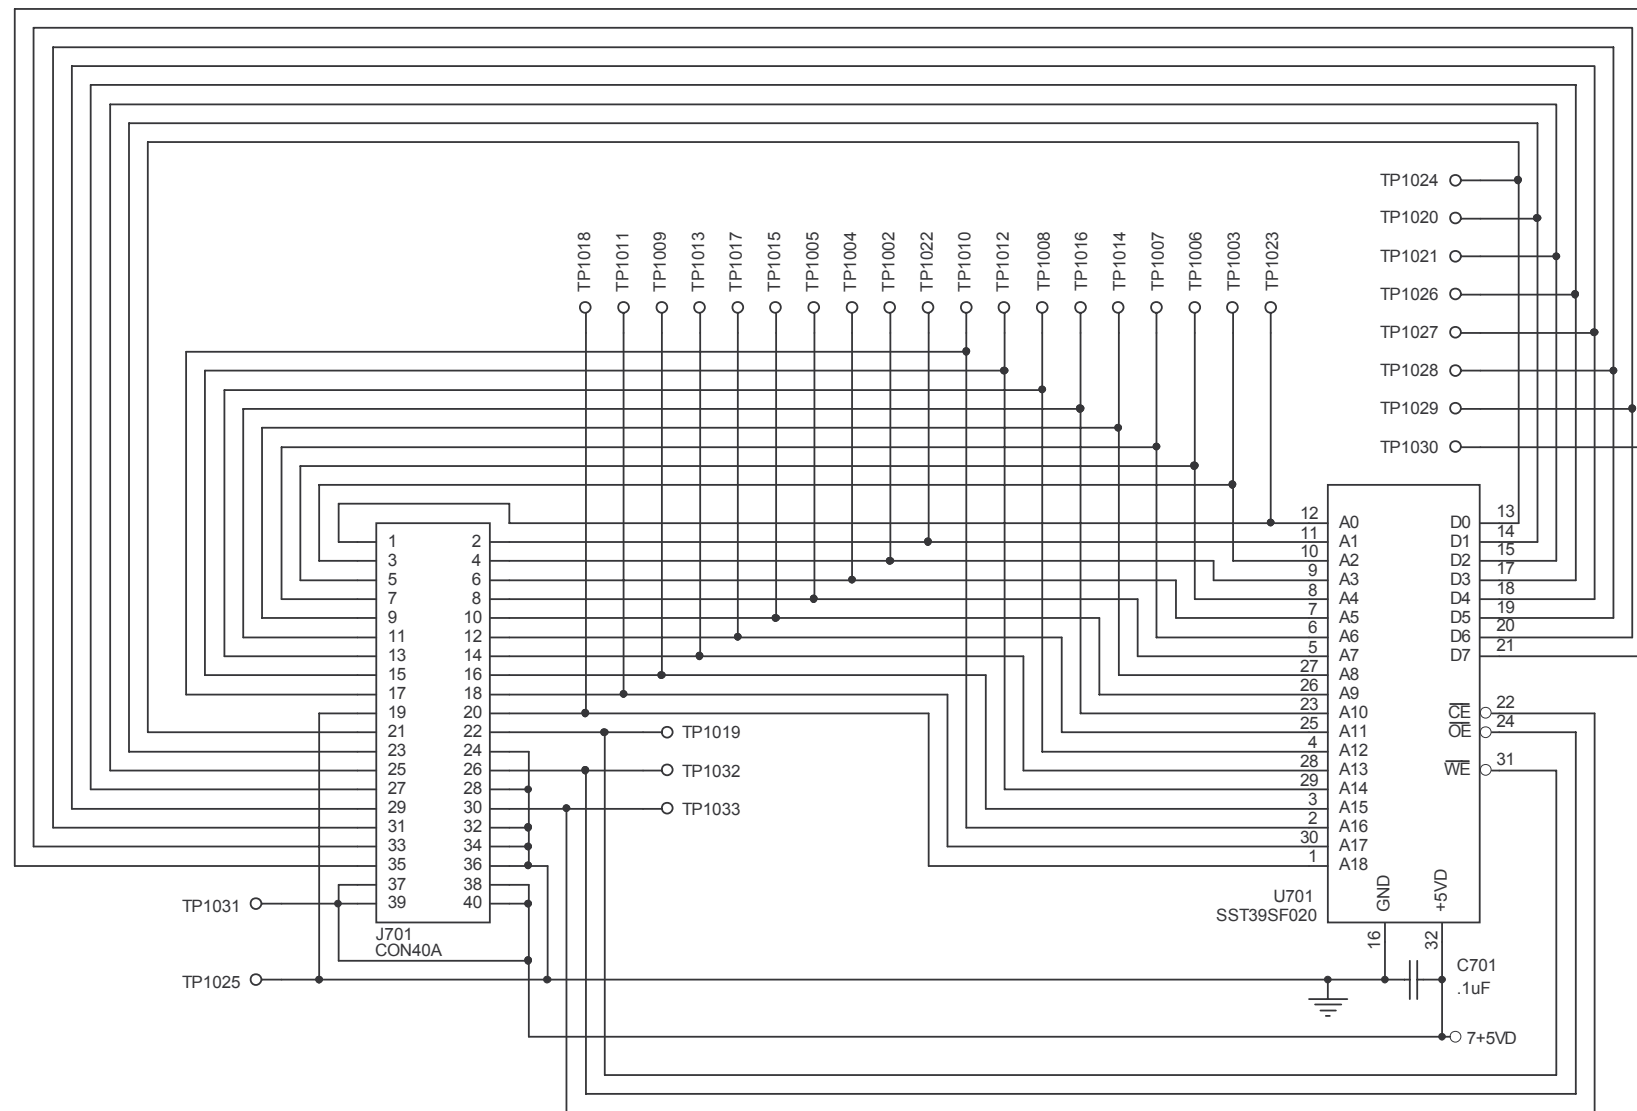 TP1024
TP1020
TP1021
TP1026
TP1027
TP1028
TP1029
TP1030
TP1018
TP1011
TP1009
TP1013
TP1017
TP1015
TP1005
TP1004
TP1002
TP1022
TP1010
TP1012
TP1008
TP1016
TP1014
TP1007
TP1006
TP1003
TP1023
1 2
3 4
5 6
7 8
9 10
11 12
13 14
15 16
17 18
19 20
21 22
23 24
25 26
27 28
29 30
31 32
33 34
35 36
37 38
39 40
J701
CON40A
TP1031
TP1025
TP1019
TP1032
TP1033
12 A0 D0 13
11 A1 D1 14
10 A2 D2 15
9 A3 D3 17
8 A4 D4 18
7 A5 D5 19
6 A6 D6 20
5 A7 D7 21
27 A8
26 A9
23 A10 CE 22
25 A11 OE 24
4 A12
28 A13 WE 31
29 A14
3 A15
2 A16
30 A17
1 A18
GND
+5VD
U701
SST39SF020
16
32
C701
.1uF
7+5VD